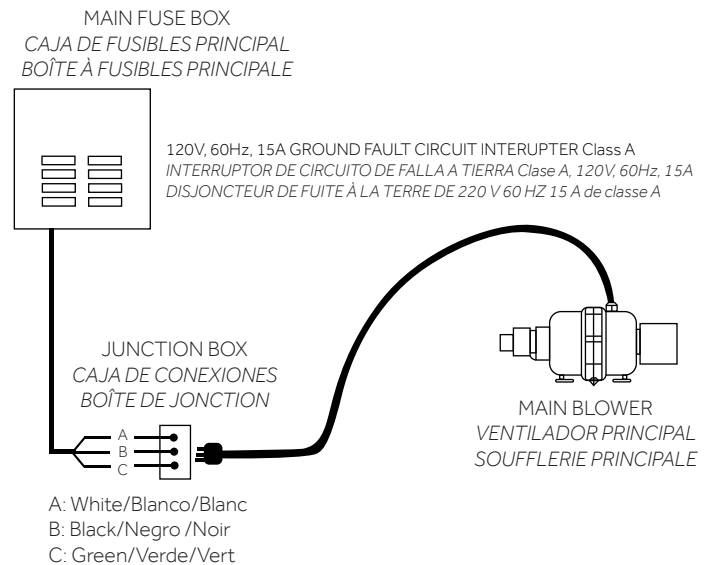 MAIN FUSE BOX
CAJA DE FUSIBLES PRINCIPAL
BOÎTE À FUSIBLES PRINCIPALE
120V, 60Hz, 15A GROUND FAULT CIRCUIT INTERUPTER Class A
INTERRUPTOR DE CIRCUITO DE FALLA A TIERRA Clase A, 120V, 60Hz, 15A
DISJONCTEUR DE FUITE À LA TERRE DE 220 V 60 HZ 15 A de classe A
JUNCTION BOX
CAJA DE CONEXIONES
BOÎTE DE JONCTION
MAIN BLOWER
VENTILADOR PRINCIPAL
SOUFFLERIE PRINCIPALE
A
B
C
A: White/Blanco/Blanc
B: Black/Negro /Noir
C: Green/Verde/Vert